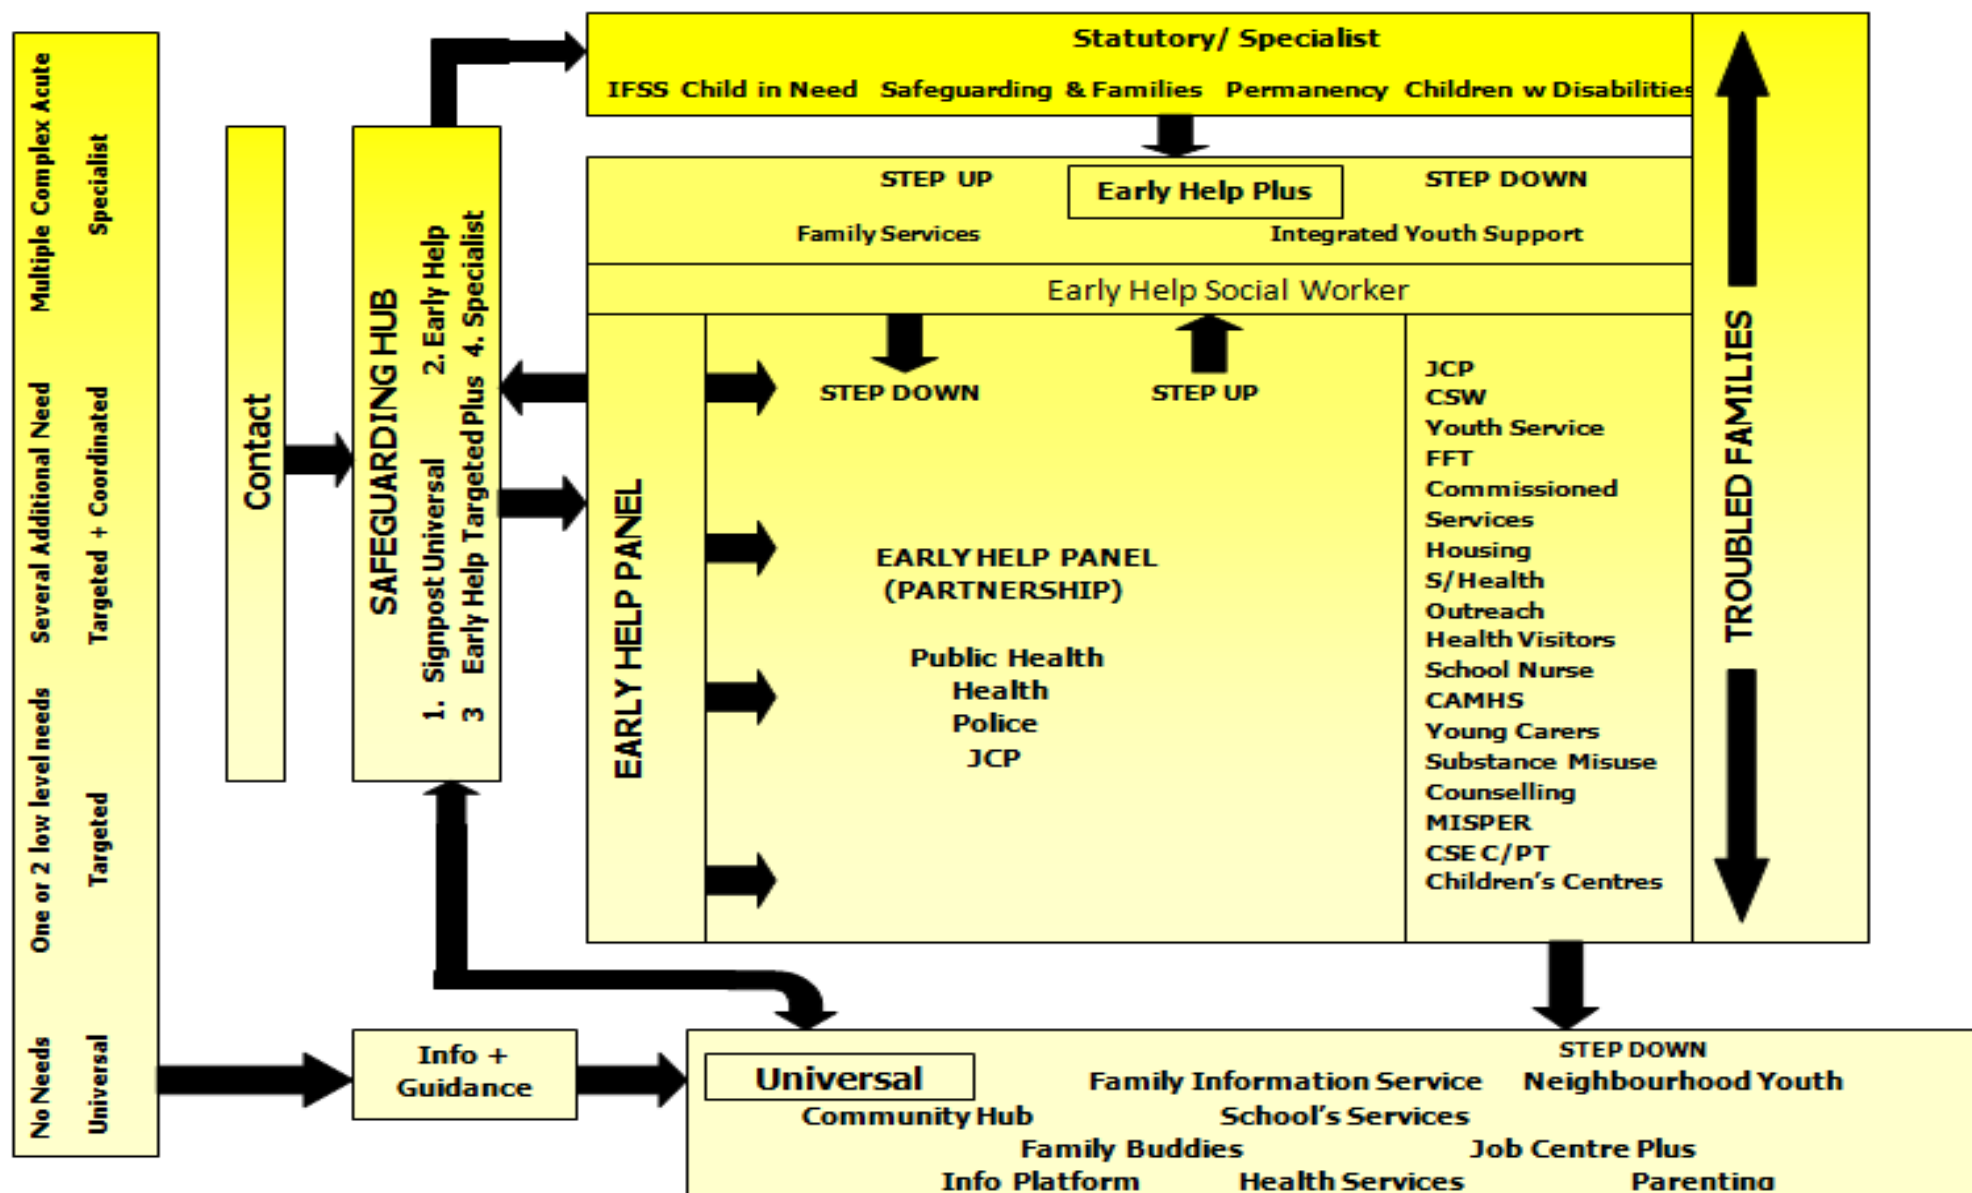 Multiple Complex Acute
Specialist
Several Additional Need
Targeted + Coordinated
One or 2 low level needs
Targeted
No Needs
Universal
Contact
SAFEGUARDING HUB
1. Signpost Universal 2. Early Help
3 Early Help Targeted Plus 4. Specialist
Statutory/ Specialist
IFSS Child in Need Safeguarding & Families Permanency Children w Disabilities
STEP UP
Early Help Plus
STEP DOWN
Family Services
Integrated Youth Support
Early Help Social Worker
EARLY HELP PANEL
STEP DOWN
STEP UP
EARLY HELP PANEL
(PARTNERSHIP)
Public Health
Health
Police
JCP
JCP
CSW
Youth Service
FFT
Commissioned
Services
Housing
S/Health
Outreach
Health Visitors
School Nurse
CAMHS
Young Carers
Substance Misuse
Counselling
MISPER
CSE C/PT
Children's Centres
TROUBLED FAMILIES
Info +
Guidance
Universal
STEP DOWN
Family Information Service Neighbourhood Youth
Community Hub School's Services
Family Buddies Job Centre Plus
Info Platform Health Services Parenting